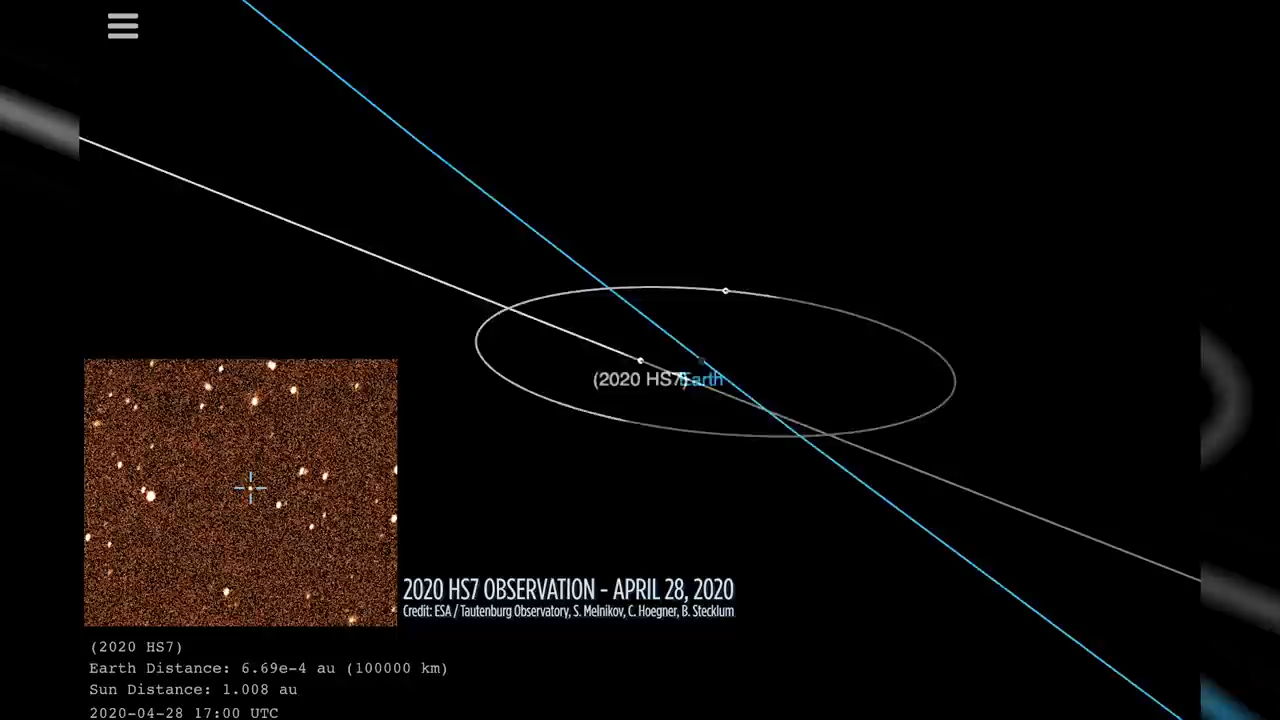 (2020 HS7)
Earth
2020 HS7 OBSERVATION - APRIL 28, 2020
Credit: ESA / Tautenburg Observatory, S. Melnikov, C. Hoegner, B. Stecklum
(2020 HS7)
Earth Distance: 6.69e-4 au (100000 km)
Sun Distance: 1.008 au
2020-04-28 17:00 UTC